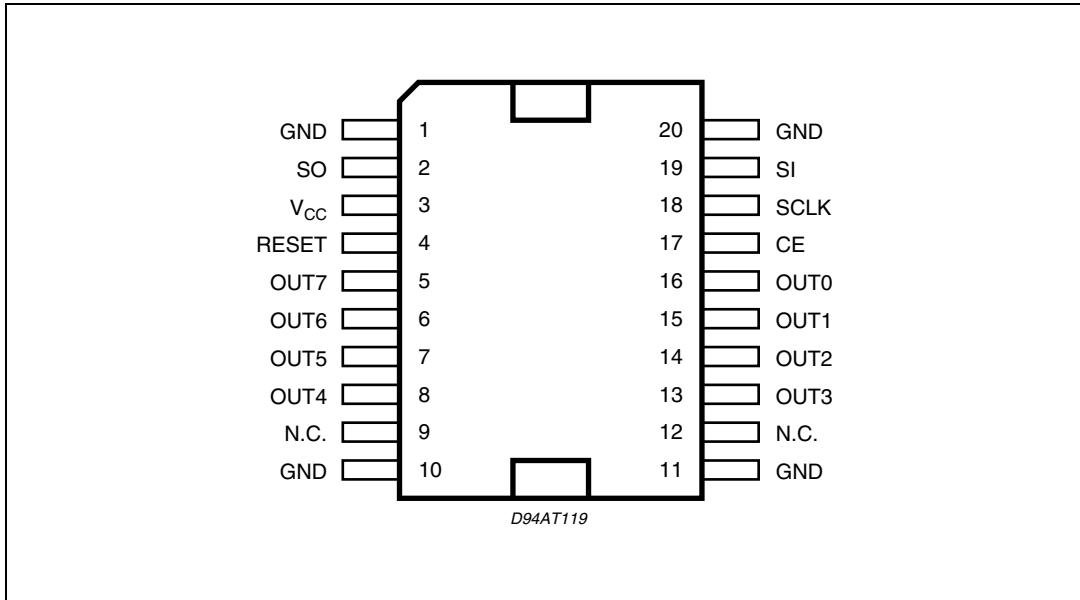 GND 1 20 GND
SO 2 19 SI
VCC 3 18 SCLK
RESET 4 17 CE
OUT7 5 16 OUT0
OUT6 6 15 OUT1
OUT5 7 14 OUT2
OUT4 8 13 OUT3
N.C. 9 12 N.C.
GND 10 11 GND
D94AT119